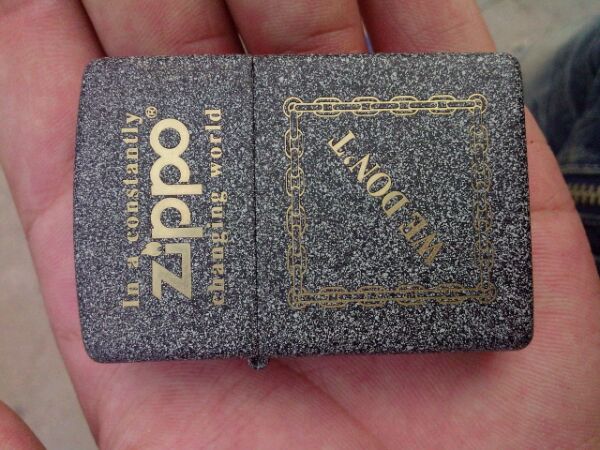 In a constantly
Zippo®
changing world
WE DON'T